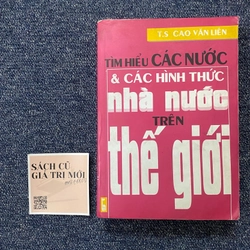 T.S CAO VĂN LIÊN
TÌM HIỂU CÁC NƯỚC
& CÁC HÌNH THỨC
nhà nước
TRÊN
thế giới
SÁCH CŨ
GIÁ TRỊ MỚI